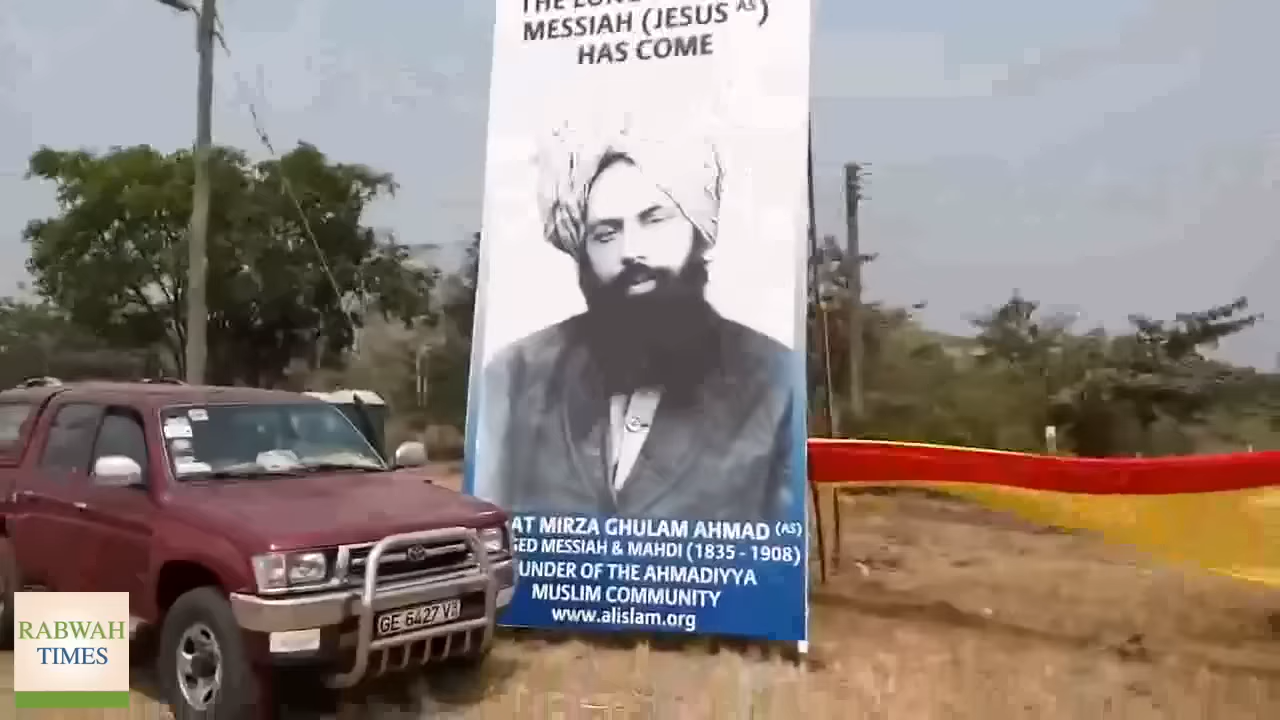 MESSIAH (JESUS AS)
HAS COME
AT MIRZA GHULAM AHMAD (AS)
SED MESSIAH & MAHDI (1835 - 1908)
UNDER OF THE AHMADIYYA
MUSLIM COMMUNITY
www.alislam.org
GE 6427 V
RABWAH
TIMES